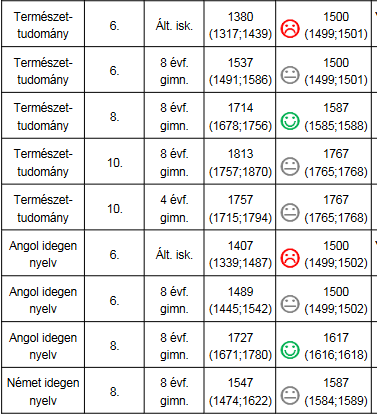 Természet-
tudomány
6.
Ált. isk.
1380
(1317;1439)
1500
(1499;1501)
Természet-
tudomány
6.
8 évf.
gimn.
1537
(1491;1586)
1500
(1499;1501)
Természet-
tudomány
8.
8 évf.
gimn.
1714
(1678;1756)
1587
(1585;1588)
Természet-
tudomány
10.
8 évf.
gimn.
1813
(1757;1870)
1767
(1765;1768)
Természet-
tudomány
10.
4 évf.
gimn.
1757
(1715;1794)
1767
(1765;1768)
Angol idegen
nyelv
6.
Ált. isk.
1407
(1339;1487)
1500
(1499;1502)
Angol idegen
nyelv
6.
8 évf.
gimn.
1489
(1445;1542)
1500
(1499;1502)
Angol idegen
nyelv
8.
8 évf.
gimn.
1727
(1671;1780)
1617
(1616;1618)
Német idegen
nyelv
8.
8 évf.
gimn.
1547
(1474;1622)
1587
(1584;1589)